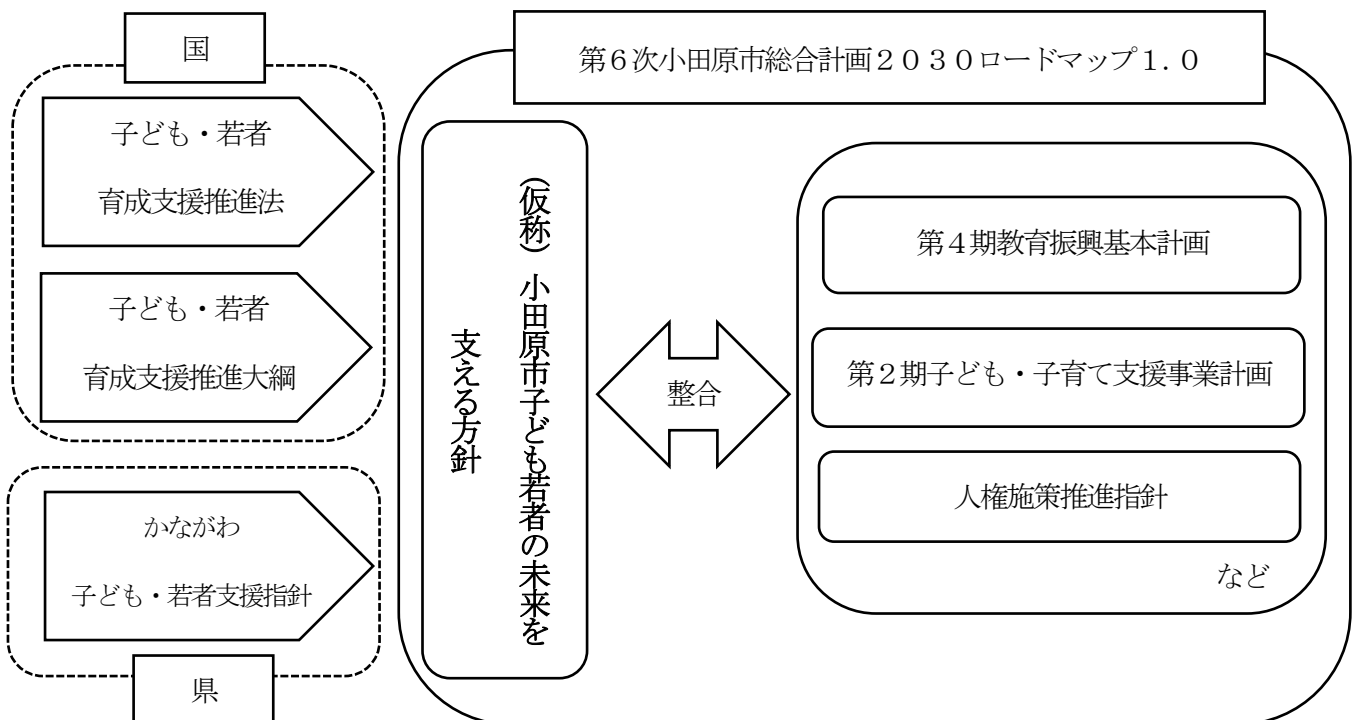 国
子ども・若者
育成支援推進法
子ども・若者
育成支援推進大綱
かながわ
子ども・若者支援指針
県
第６次小田原市総合計画２０３０ロードマップ１．０
（仮称）小田原市子ども若者の未来を
支える方針
整合
第４期教育振興基本計画
第２期子ども・子育て支援事業計画
人権施策推進指針
など